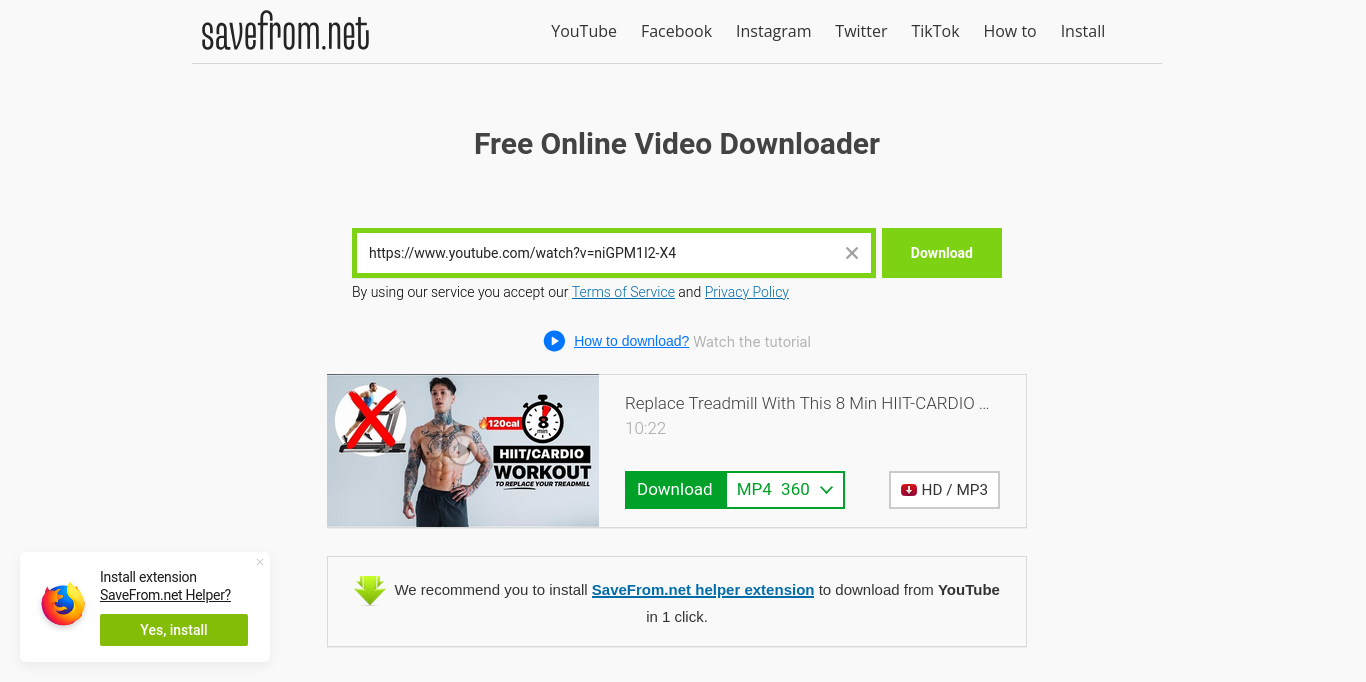 savefrom.net
YouTube Facebook Instagram Twitter TikTok How to Install
Free Online Video Downloader
https://www.youtube.com/watch?v=niGPM1I2-X4
Download
By using our service you accept our Terms of Service and Privacy Policy
How to download? Watch the tutorial
120cal
8
min
HIIT/CARDIO
WORKOUT
TO REPLACE YOUR TREADMILL
Replace Treadmill With This 8 Min HIIT-CARDIO ...
10:22
Download MP4 360
HD / MP3
We recommend you to install SaveFrom.net helper extension to download from YouTube
in 1 click.
Install extension
SaveFrom.net Helper?
Yes, install